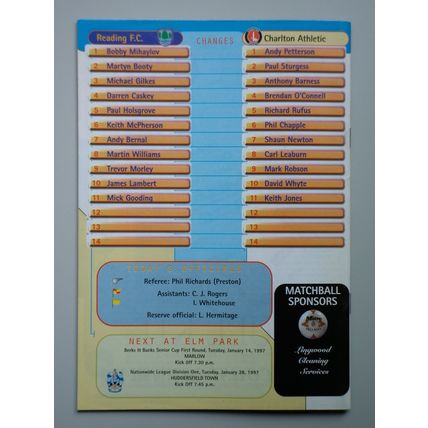 Reading F.C.
CHANGES
Charlton Athletic
1 Bobby Mihaylov
2 Martyn Booty
3 Michael Gilkes
4 Darren Caskey
5 Paul Holsgrove
6 Keith McPherson
7 Andy Bernal
8 Martin Williams
9 Trevor Morley
10 James Lambert
11 Mick Gooding
12
13
14
1 Andy Petterson
2 Paul Sturgess
3 Anthony Barness
4 Brendan O'Connell
5 Richard Rufus
6 Phil Chapple
7 Shaun Newton
8 Carl Leaburn
9 Mark Robson
10 David Whyte
11 Keith Jones
12
13
14
TODAY'S OFFICIALS
Referee: Phil Richards (Preston)
Assistants: C. J. Rogers
I. Whitehouse
Reserve official: L. Hermitage
NEXT AT ELM PARK
Berks & Bucks Senior Cup First Round, Tuesday, January 14, 1997
MARLOW
Kick Off 7.30 p.m.
Nationwide League Division One, Tuesday, January 28, 1997
HUDDERSFIELD TOWN
Kick Off 7.45 p.m.
MATCHBALL
SPONSORS
Lingwood
Cleaning
Services